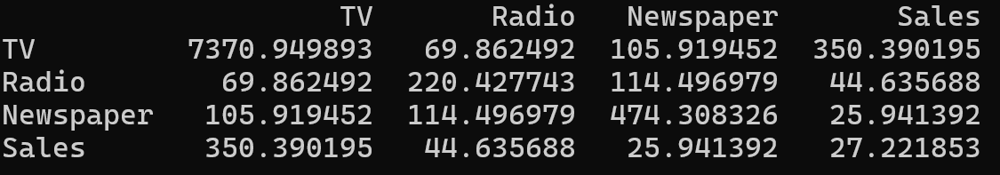 TV Radio Newspaper Sales
TV 7370.949893 69.862492 105.919452 350.390195
Radio 69.862492 220.427743 114.496979 44.635688
Newspaper 105.919452 114.496979 474.308326 25.941392
Sales 350.390195 44.635688 25.941392 27.221853